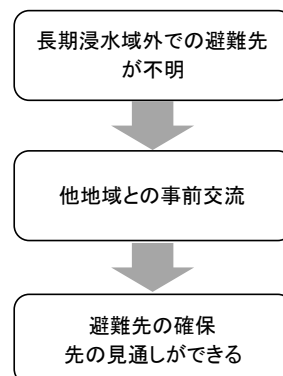 長期浸水域外での避難先
が不明
他地域との事前交流
避難先の確保
先の見通しができる